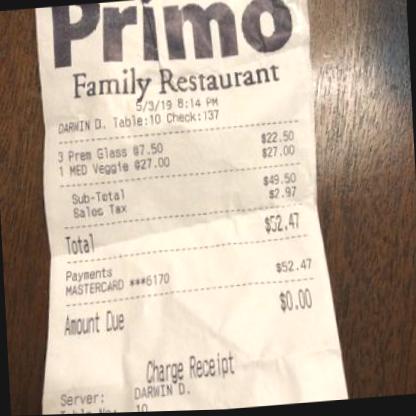 Primo
Family Restaurant
5/3/19 8:14 PM
DARWIN D. Table:10 Check:137
3 Prem Glass @7.50 $22.50
1 MED Veggie @27.00 $27.00
Sub-Total $49.50
Sales Tax $2.97
Total $52.47
Payments
MASTERCARD ***6170 $52.47
Amount Due $0.00
Charge Receipt
Server: DARWIN D.
Table No: 10